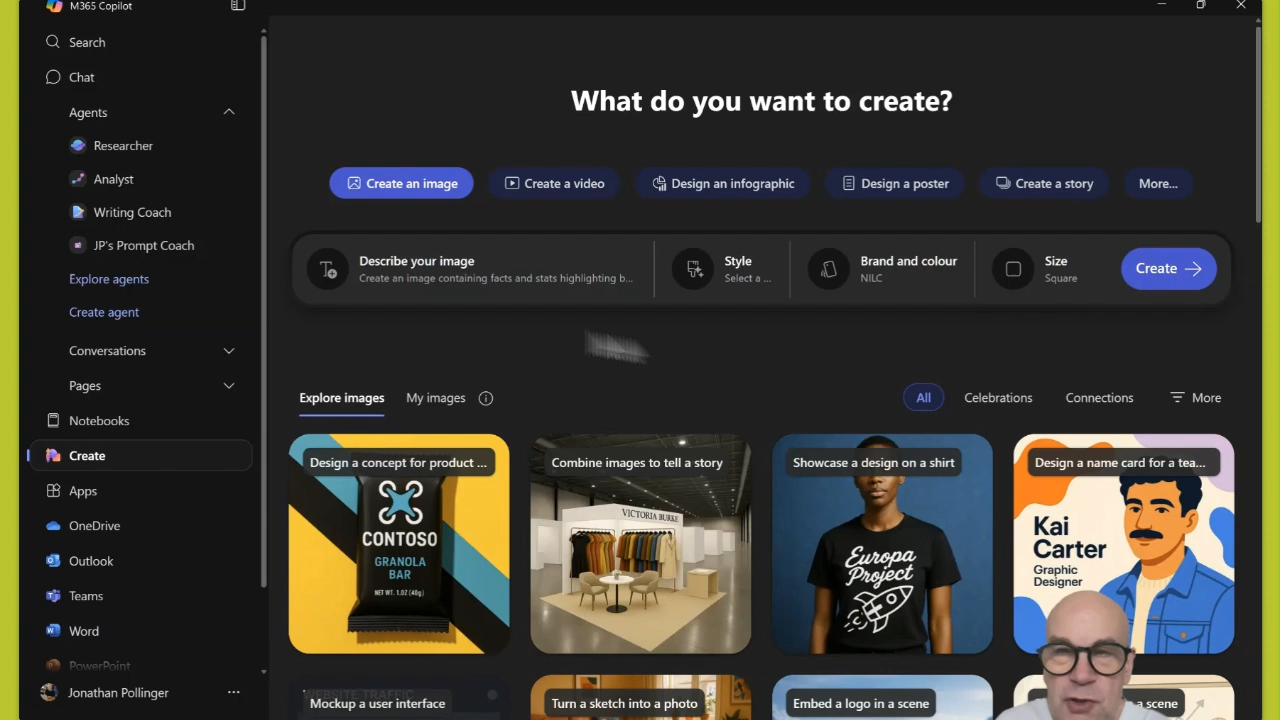 M365 Copilot
Search
Chat
Agents
Researcher
Analyst
Writing Coach
JP's Prompt Coach
Explore agents
Create agent
Conversations
Pages
Notebooks
Create
Apps
OneDrive
Outlook
Teams
Word
PowerPoint
Jonathan Pollinger
What do you want to create?
Create an image
Create a video
Design an infographic
Design a poster
Create a story
More...
Describe your image
Create an image containing facts and stats highlighting b...
Style
Select a ...
Brand and colour
NILC
Size
Square
Create
Explore images
My images
All
Celebrations
Connections
More
Design a concept for product ...
CONTOSO
GRANOLA
BAR
NET WT. 1.0Z (40g)
Combine images to tell a story
VICTORIA BURKE
Showcase a design on a shirt
Europa
Project
Design a name card for a tea...
Kai
Carter
Graphic
Designer
WEBSITE TRAFFIC
Mockup a user interface
Turn a sketch into a photo
Embed a logo in a scene
a scene